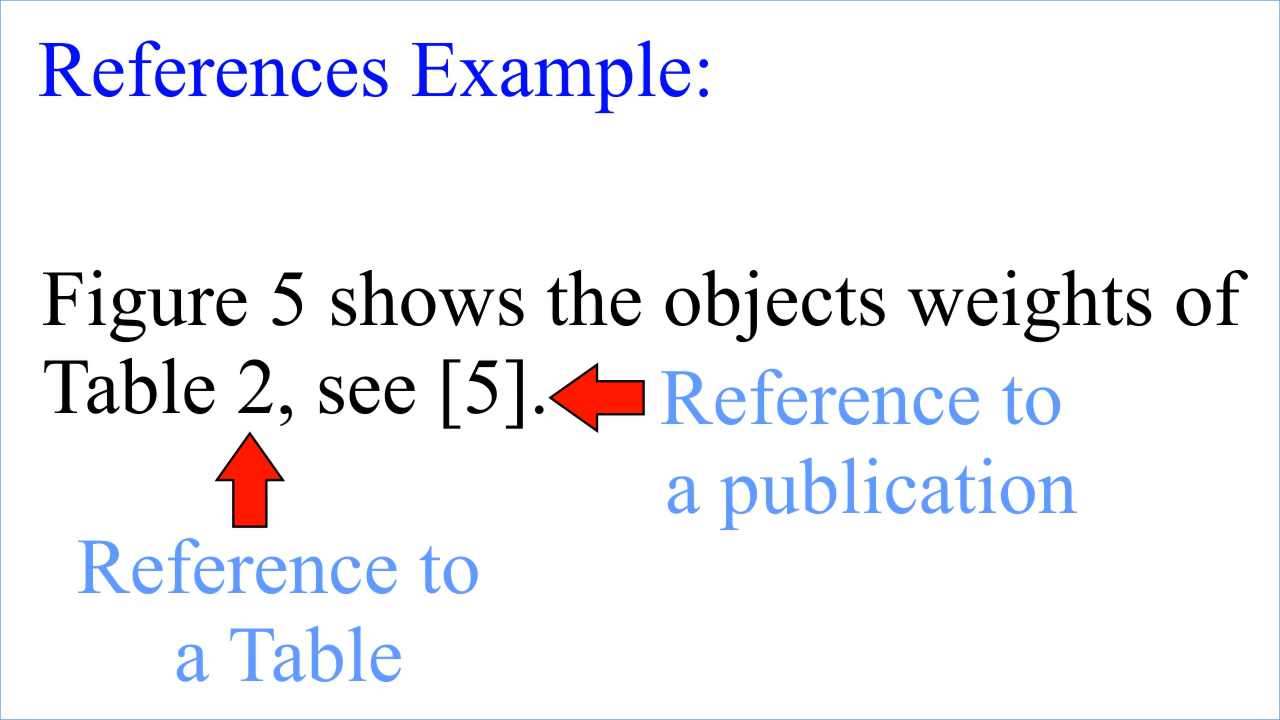 References Example:
Figure 5 shows the objects weights of
Table 2, see [5].
Reference to
a publication
Reference to
a Table